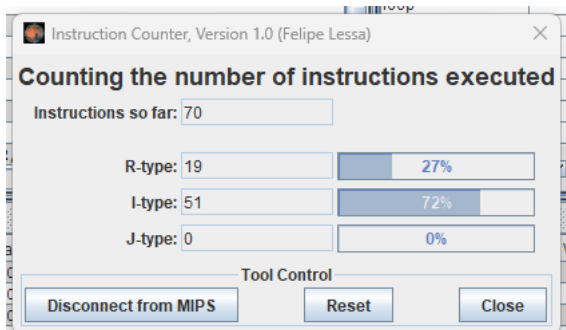 loop
Instruction Counter, Version 1.0 (Felipe Lessa)
Counting the number of instructions executed
Instructions so far: 70
R-type: 19 27%
I-type: 51 72%
J-type: 0 0%
Tool Control
Disconnect from MIPS Reset Close